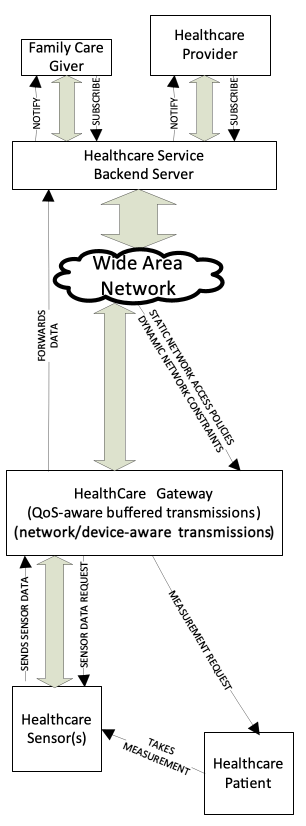 Family Care
Giver
Healthcare
Provider
NOTIFY
SUBSCRIBE
NOTIFY
SUBSCRIBE
Healthcare Service
Backend Server
Wide Area
Network
FORWARDS
DATA
STATIC NETWORK ACCESS POLICIES
DYNAMIC NETWORK CONSTRAINTS
HealthCare Gateway
(QoS-aware buffered transmissions)
(network/device-aware transmissions)
SENDS SENSOR DATA
SENSOR DATA REQUEST
MEASUREMENT REQUEST
Healthcare
Sensor(s)
TAKES
MEASUREMENT
Healthcare
Patient